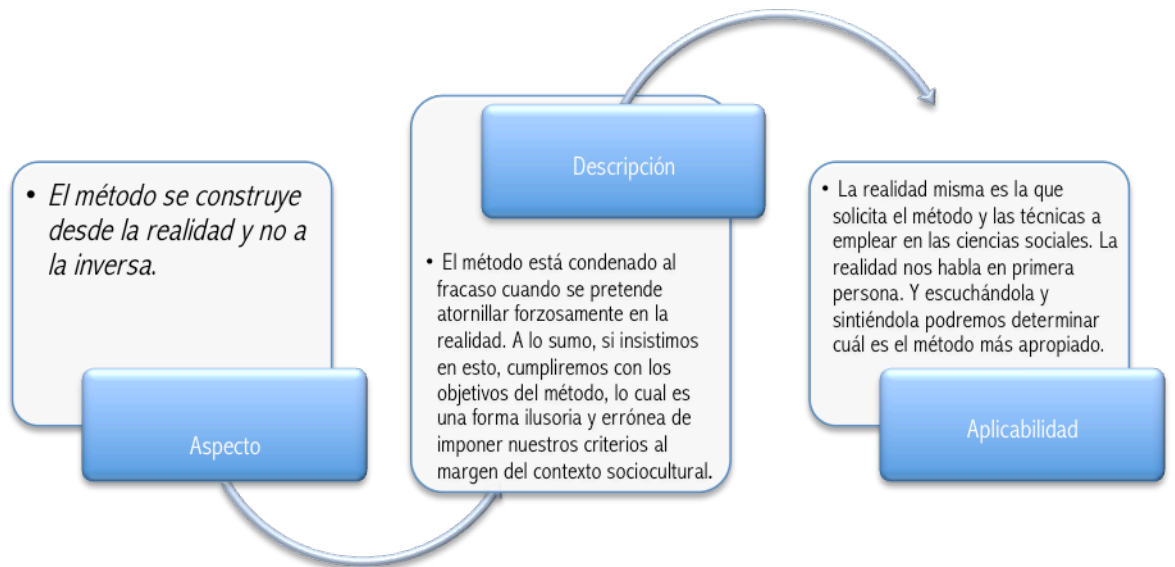 • El método se construye
desde la realidad y no a
la inversa.
Aspecto
Descripción
• El método está condenado al
fracaso cuando se pretende
atornillar forzosamente en la
realidad. A lo sumo, si insistimos
en esto, cumpliremos con los
objetivos del método, lo cual es
una forma ilusoria y errónea de
imponer nuestros criterios al
margen del contexto sociocultural.
• La realidad misma es la que
solicita el método y las técnicas a
emplear en las ciencias sociales. La
realidad nos habla en primera
persona. Y escuchándola y
sintiéndola podremos determinar
cuál es el método más apropiado.
Aplicabilidad